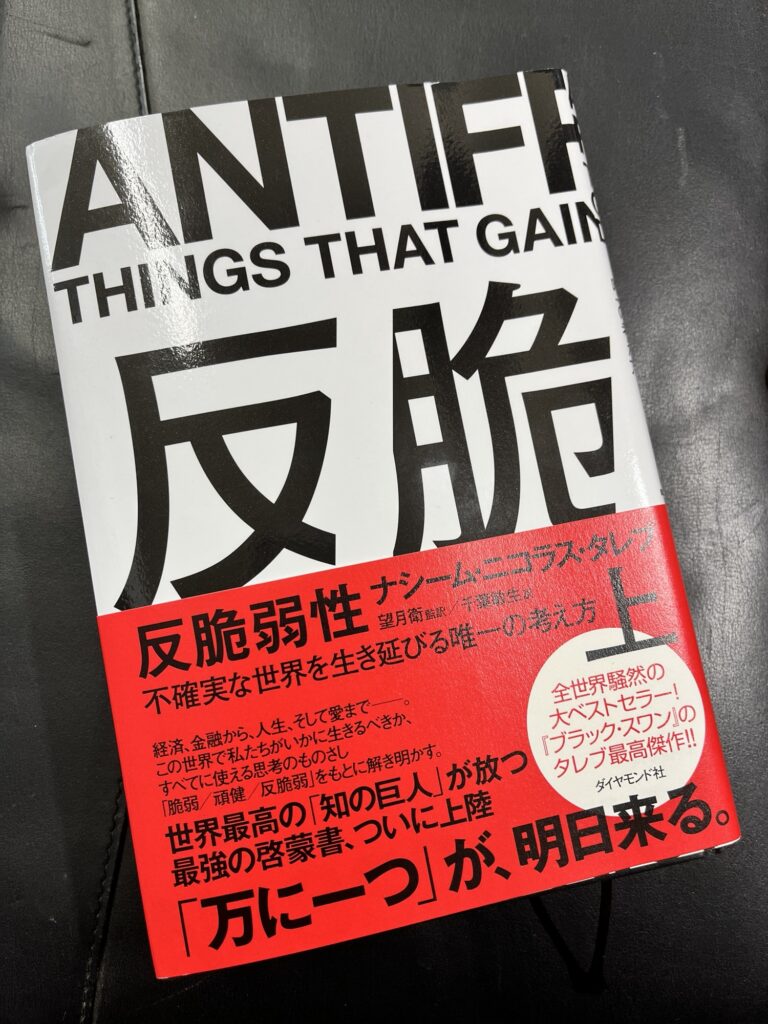 ANTIFR
THINGS THAT GAIN
反脆
反脆弱性
ナシーム・ニコラス・タレブ
望月衛 監訳/千葉敏生 訳
不確実な世界を生き延びる唯一の考え方
上
経済、金融から、人生、そして愛まで――。
この世界で私たちがいかに生きるべきか、
すべてに使える思考のものさし
「脆弱/頑健/反脆弱」をもとに解き明かす。
世界最高の「知の巨人」が放つ
最強の啓蒙書、ついに上陸
「万に一つ」が、明日来る。
全世界騒然の
大ベストセラー!
『ブラック・スワン』の
タレブ最高傑作!!
ダイヤモンド社